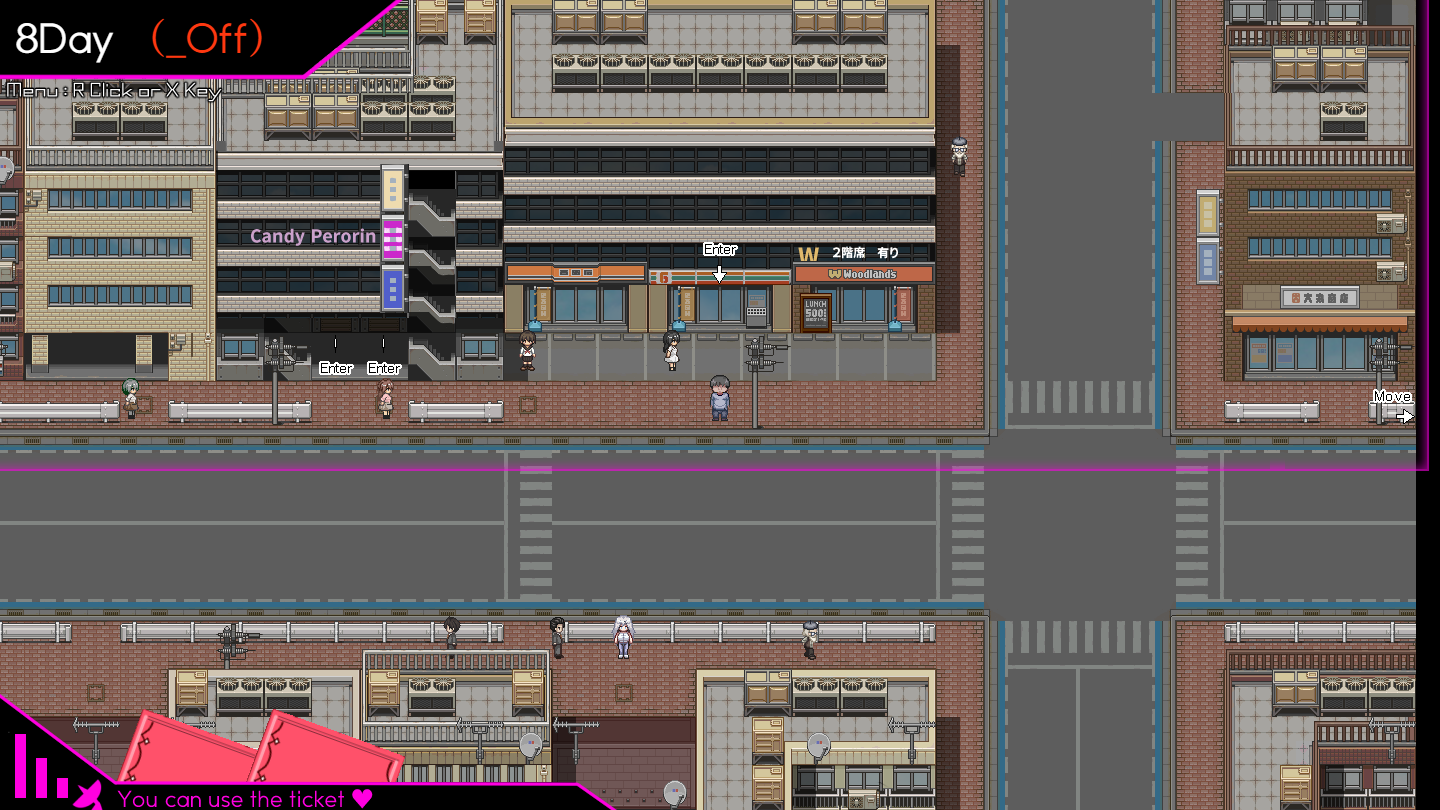 8Day (_Off)
Menu : R Click or X Key
Candy Perorin
Enter
W 2階席 有り
6
W Woodlands
LUNCH
500!
Enter
Enter
Move
You can use the ticket ♥